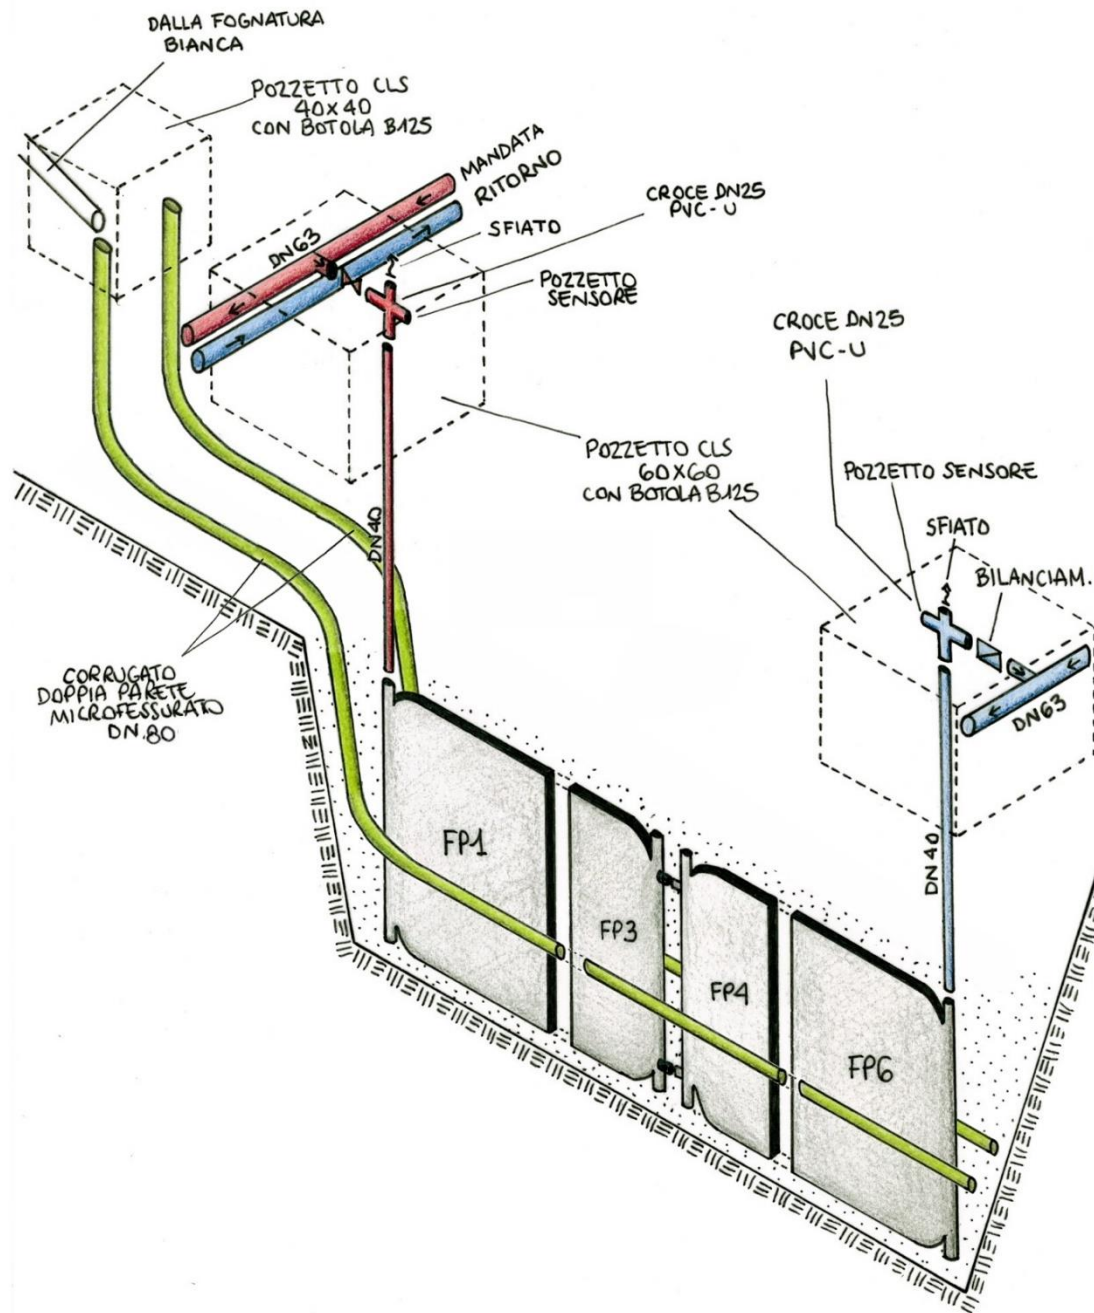 DALLA FOGNATURA
BIANCA
POZZETTO CLS
40X40
CON BOTOLA B125
MANDATA
RITORNO
DN63
SFIATO
CROCE DN25
PVC-U
POZZETTO
SENSORE
CROCE DN25
PVC-U
POZZETTO CLS
60X60
CON BOTOLA B125
POZZETTO SENSORE
SFIATO
BILANCIAM.
DN40
DN63
CORRUGATO
DOPPIA PARETE
MICROFESSURATO
DN.80
DN40
FP1
FP3
FP4
FP6